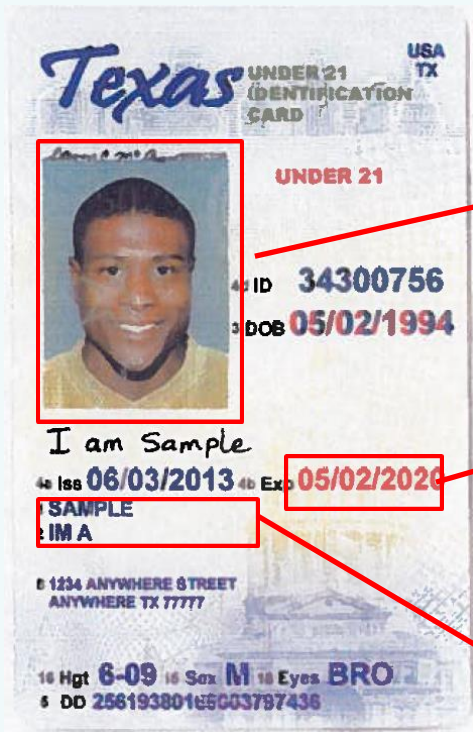 Texas
UNDER 21
IDENTIFICATION
CARD
USA
TX
UNDER 21
4d ID 34300756
3 DOB 05/02/1994
I am Sample
4a Iss 06/03/2013 4b Exp 05/02/2020
SAMPLE
2 IM A
8 1234 ANYWHERE STREET
ANYWHERE TX 77777
16 Hgt 6-09 15 Sex M 18 Eyes BRO
5 DD